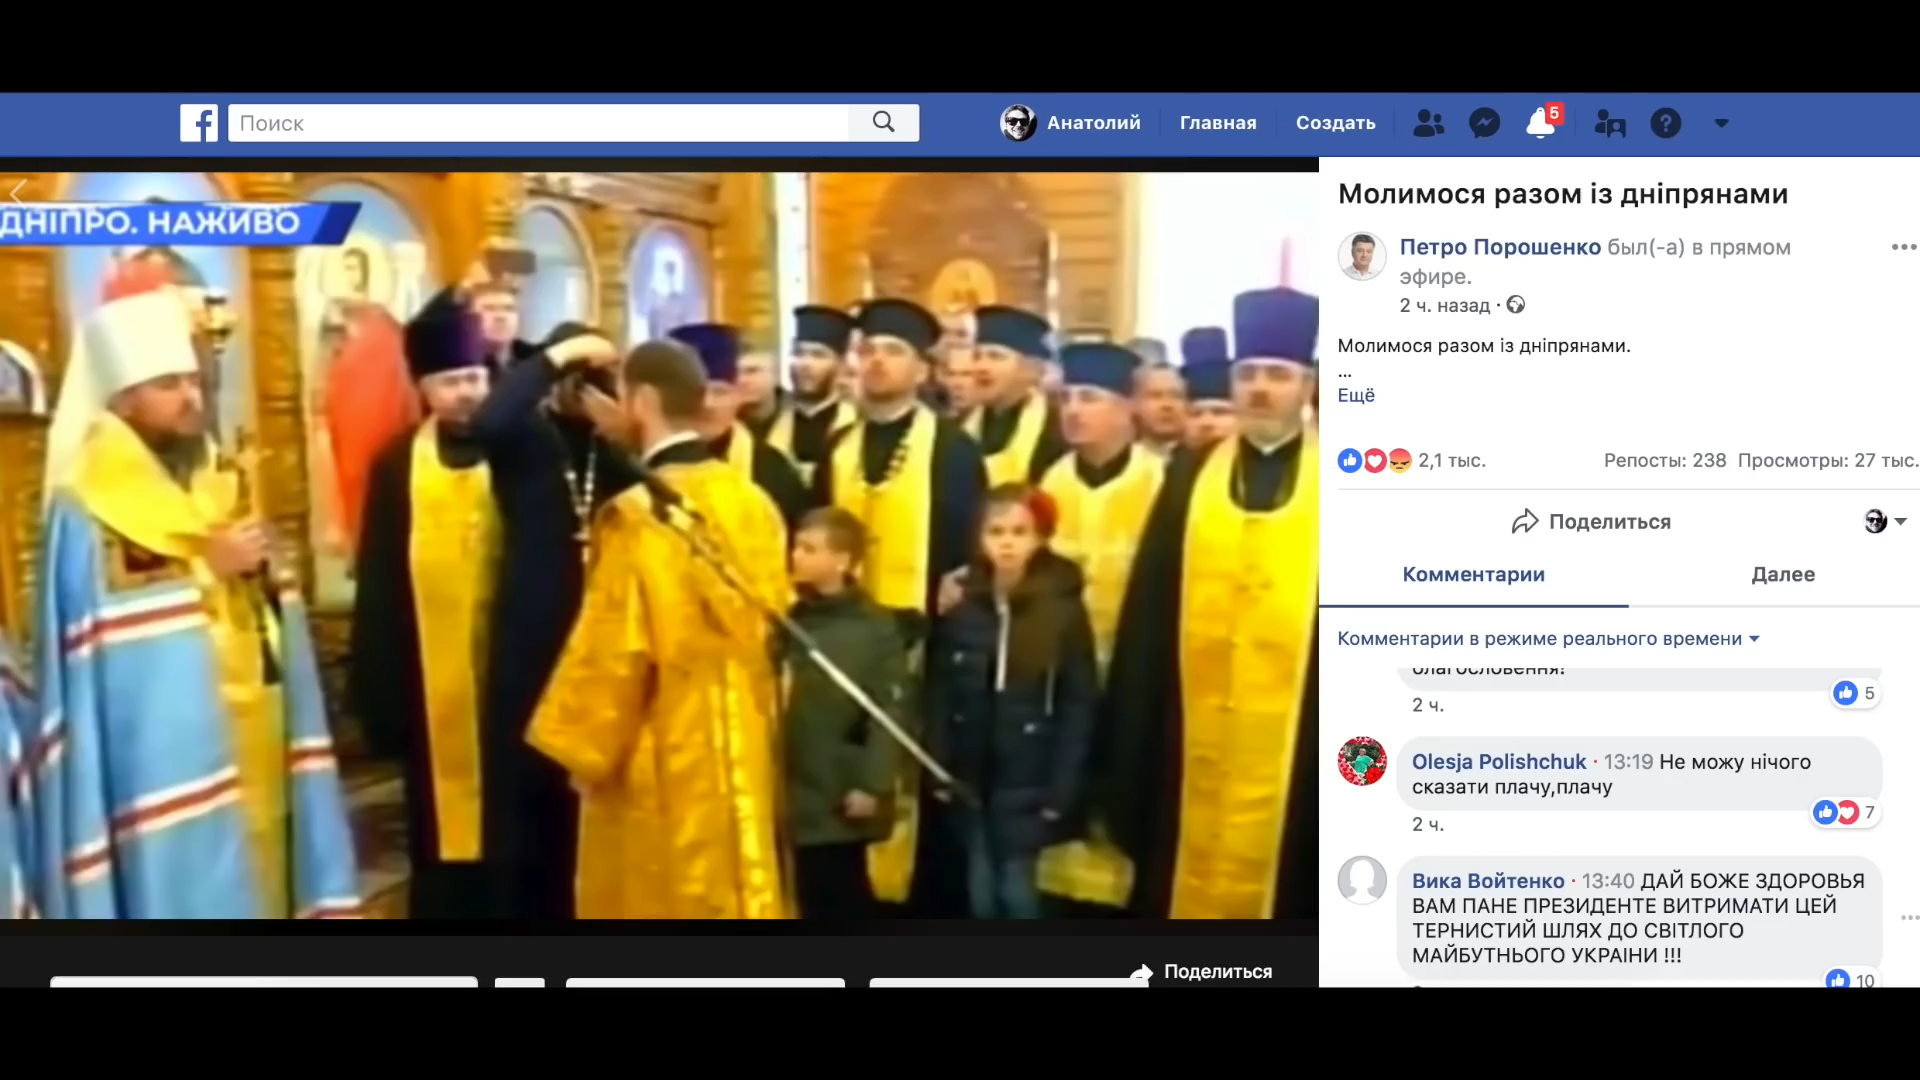 Поиск
Анатолий
Главная
Создать
5
ДНІПРО. НАЖИВО
Молимося разом із дніпрянами
Петро Порошенко был(-а) в прямом
эфире.
2 ч. назад ·
Молимося разом із дніпрянами.
...
Ещё
2,1 тыс.
Репосты: 238 Просмотры: 27 тыс.
Поделиться
Комментарии
Далее
Комментарии в режиме реального времени
благословення!
5
2 ч.
Olesja Polishchuk · 13:19 Не можу нічого
сказати плачу,плачу
7
2 ч.
Вика Войтенко · 13:40 ДАЙ БОЖЕ ЗДОРОВЬЯ
ВАМ ПАНЕ ПРЕЗИДЕНТЕ ВИТРИМАТИ ЦЕЙ
ТЕРНИСТИЙ ШЛЯХ ДО СВІТЛОГО
МАЙБУТНЬОГО УКРАІНИ !!!
10
Поделиться